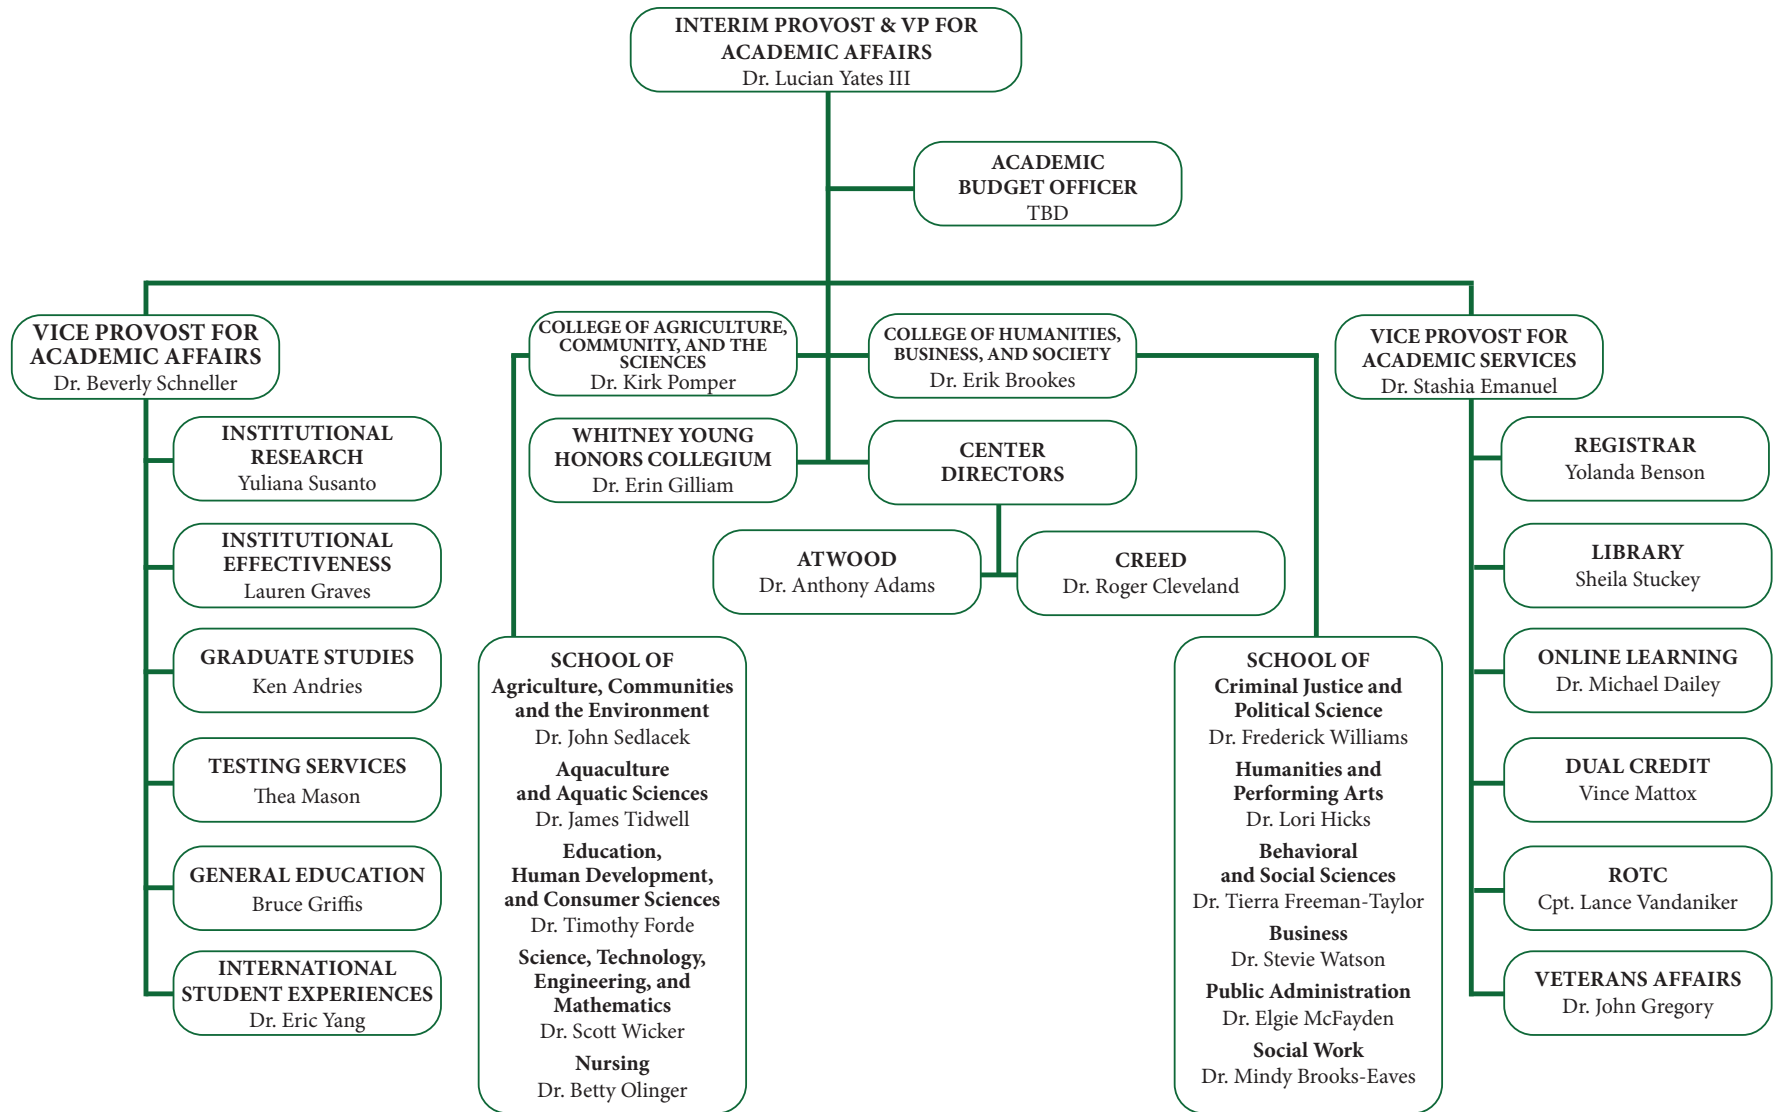 INTERIM PROVOST & VP FOR
ACADEMIC AFFAIRS
Dr. Lucian Yates III
ACADEMIC
BUDGET OFFICER
TBD
VICE PROVOST FOR
ACADEMIC AFFAIRS
Dr. Beverly Schneller
COLLEGE OF AGRICULTURE,
COMMUNITY, AND THE
SCIENCES
Dr. Kirk Pomper
COLLEGE OF HUMANITIES,
BUSINESS, AND SOCIETY
Dr. Erik Brookes
VICE PROVOST FOR
ACADEMIC SERVICES
Dr. Stashia Emanuel
INSTITUTIONAL
RESEARCH
Yuliana Susanto
INSTITUTIONAL
EFFECTIVENESS
Lauren Graves
GRADUATE STUDIES
Ken Andries
TESTING SERVICES
Thea Mason
GENERAL EDUCATION
Bruce Griffis
INTERNATIONAL
STUDENT EXPERIENCES
Dr. Eric Yang
WHITNEY YOUNG
HONORS COLLEGIUM
Dr. Erin Gilliam
CENTER
DIRECTORS
ATWOOD
Dr. Anthony Adams
CREED
Dr. Roger Cleveland
SCHOOL OF
Agriculture, Communities
and the Environment
Dr. John Sedlacek
Aquaculture
and Aquatic Sciences
Dr. James Tidwell
Education,
Human Development,
and Consumer Sciences
Dr. Timothy Forde
Science, Technology,
Engineering, and
Mathematics
Dr. Scott Wicker
Nursing
Dr. Betty Olinger
SCHOOL OF
Criminal Justice and
Political Science
Dr. Frederick Williams
Humanities and
Performing Arts
Dr. Lori Hicks
Behavioral
and Social Sciences
Dr. Tierra Freeman-Taylor
Business
Dr. Stevie Watson
Public Administration
Dr. Elgie McFayden
Social Work
Dr. Mindy Brooks-Eaves
REGISTRAR
Yolanda Benson
LIBRARY
Sheila Stuckey
ONLINE LEARNING
Dr. Michael Dailey
DUAL CREDIT
Vince Mattox
ROTC
Cpt. Lance Vandaniker
VETERANS AFFAIRS
Dr. John Gregory